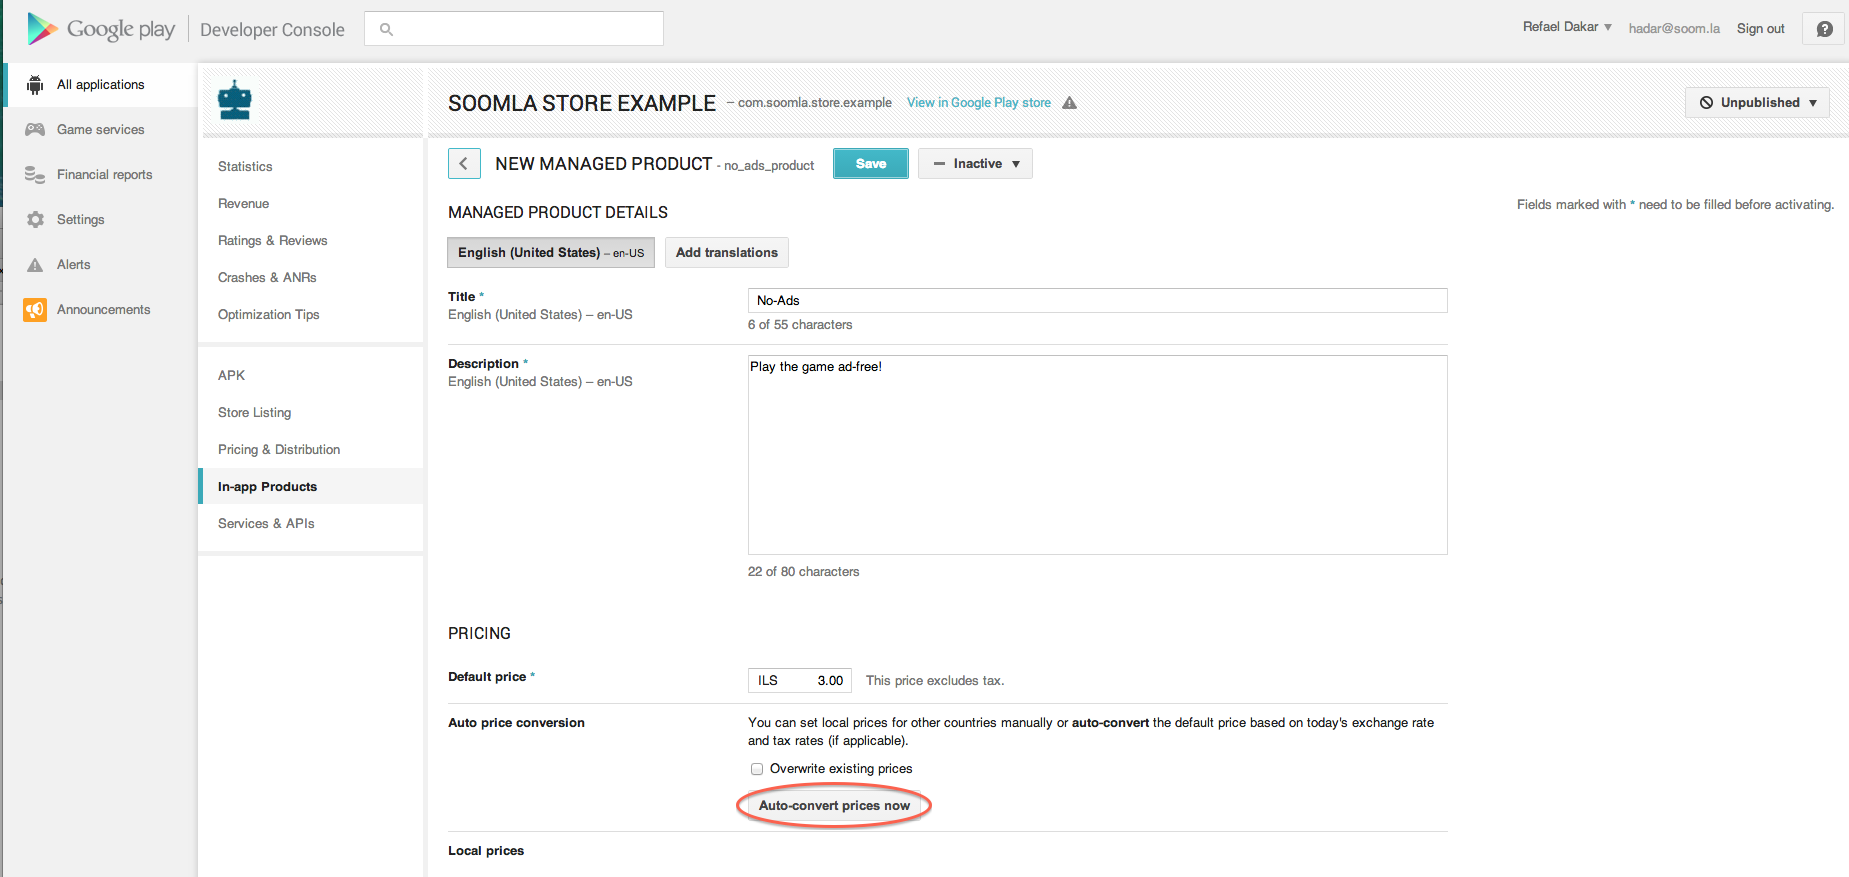 Google play Developer Console
Refael Dakar hadar@soom.la Sign out
All applications
Game services
Financial reports
Settings
Alerts
Announcements
SOOMLA STORE EXAMPLE – com.soomla.store.example View in Google Play store
Unpublished
Statistics
Revenue
Ratings & Reviews
Crashes & ANRs
Optimization Tips
APK
Store Listing
Pricing & Distribution
In-app Products
Services & APIs
NEW MANAGED PRODUCT - no_ads_product Save Inactive
Fields marked with * need to be filled before activating.
MANAGED PRODUCT DETAILS
English (United States) – en-US Add translations
Title * No-Ads
English (United States) – en-US
6 of 55 characters
Description * Play the game ad-free!
English (United States) – en-US
22 of 80 characters
PRICING
Default price * ILS 3.00 This price excludes tax.
Auto price conversion You can set local prices for other countries manually or auto-convert the default price based on today's exchange rate
and tax rates (if applicable).
Overwrite existing prices
Auto-convert prices now
Local prices